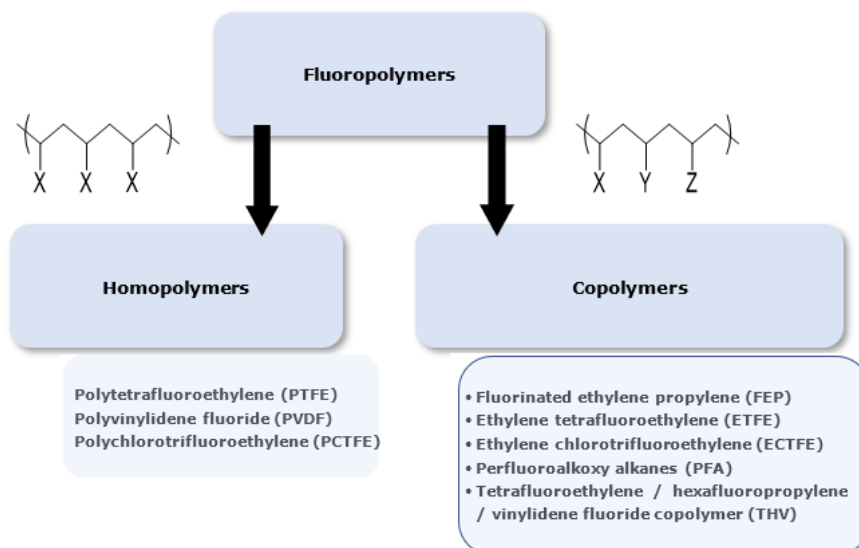 Fluoropolymers
X X X
X Y Z
Homopolymers
Copolymers
Polytetrafluoroethylene (PTFE)
Polyvinylidene fluoride (PVDF)
Polychlorotrifluoroethylene (PCTFE)
• Fluorinated ethylene propylene (FEP)
• Ethylene tetrafluoroethylene (ETFE)
• Ethylene chlorotrifluoroethylene (ECTFE)
• Perfluoroalkoxy alkanes (PFA)
• Tetrafluoroethylene / hexafluoropropylene
/ vinylidene fluoride copolymer (THV)